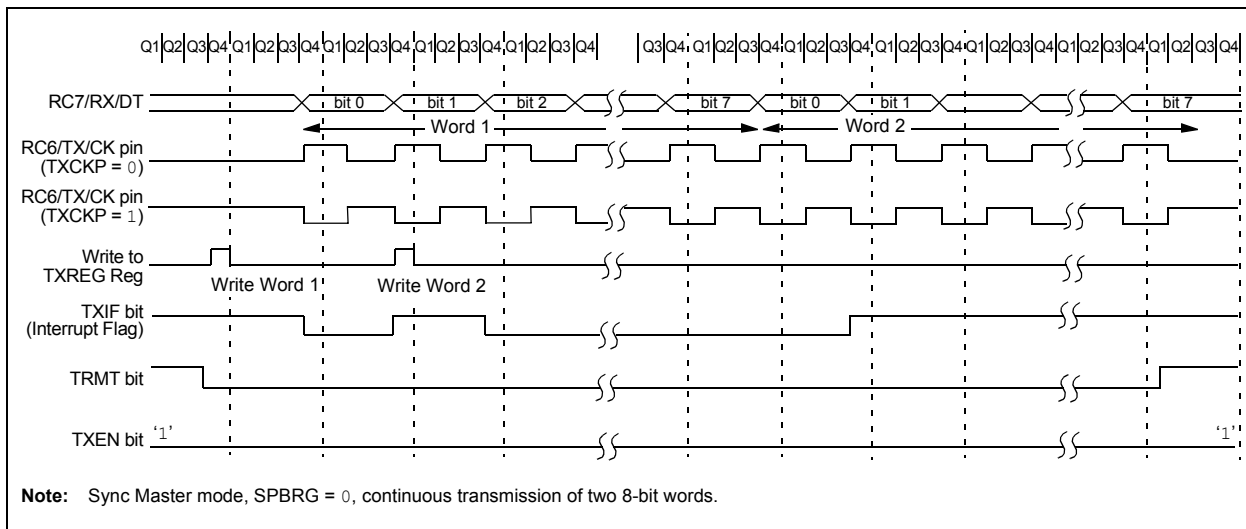 Q1 Q2 Q3 Q4 Q1 Q2 Q3 Q4 Q1 Q2 Q3 Q4 Q1 Q2 Q3 Q4 Q1 Q2 Q3 Q4 Q3 Q4 Q1 Q2 Q3 Q4 Q1 Q2 Q3 Q4 Q1 Q2 Q3 Q4 Q1 Q2 Q3 Q4 Q1 Q2 Q3 Q4 Q1 Q2 Q3 Q4
RC7/RX/DT bit 0 bit 1 bit 2 bit 7 bit 0 bit 1 bit 7
Word 1 Word 2
RC6/TX/CK pin
(TXCKP = 0)
RC6/TX/CK pin
(TXCKP = 1)
Write to
TXREG Reg
Write Word 1 Write Word 2
TXIF bit
(Interrupt Flag)
TRMT bit
TXEN bit '1' '1'
Note: Sync Master mode, SPBRG = 0, continuous transmission of two 8-bit words.